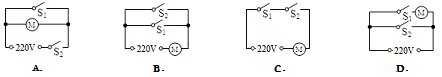 S₁
M
220V S₂
A.
S₂
S₁
220V M
B.
S₁ S₂
220V M
C.
S₁ M
S₂
220V
D.